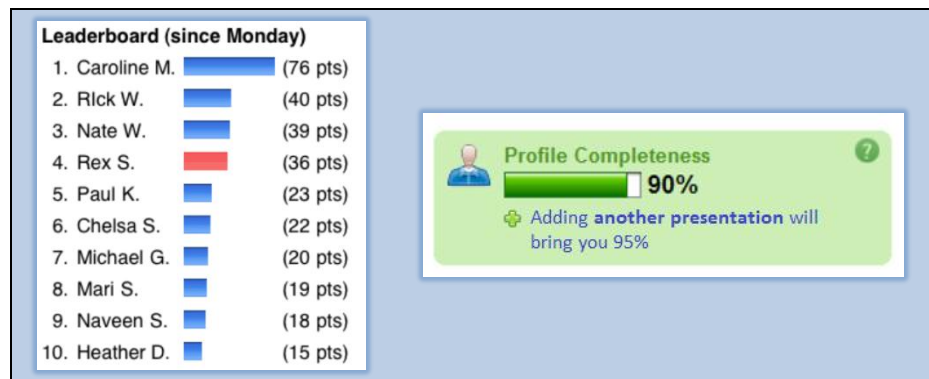 Leaderboard (since Monday)
1. Caroline M. (76 pts)
2. RIck W. (40 pts)
3. Nate W. (39 pts)
4. Rex S. (36 pts)
5. Paul K. (23 pts)
6. Chelsa S. (22 pts)
7. Michael G. (20 pts)
8. Mari S. (19 pts)
9. Naveen S. (18 pts)
10. Heather D. (15 pts)
Profile Completeness
?
90%
Adding another presentation will
bring you 95%